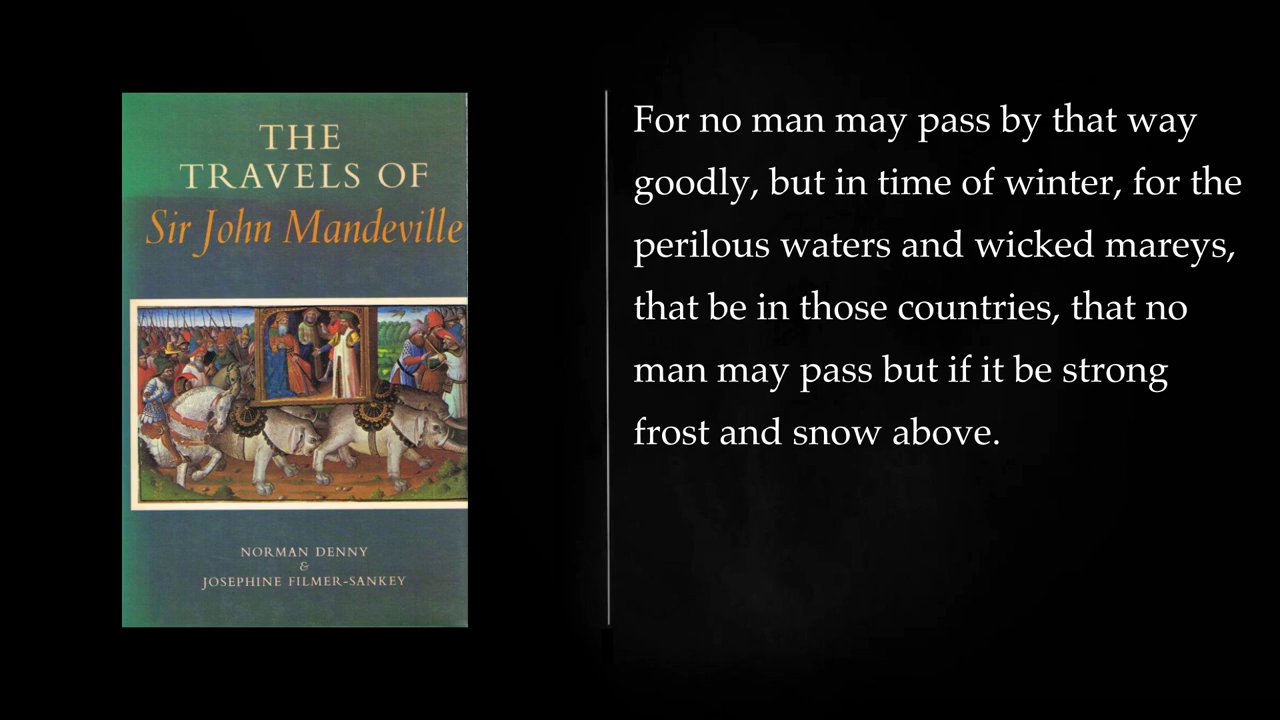 THE
TRAVELS OF
Sir John Mandeville
NORMAN DENNY
&
JOSEPHINE FILMER-SANKEY
For no man may pass by that way
goodly, but in time of winter, for the
perilous waters and wicked mareys,
that be in those countries, that no
man may pass but if it be strong
frost and snow above.